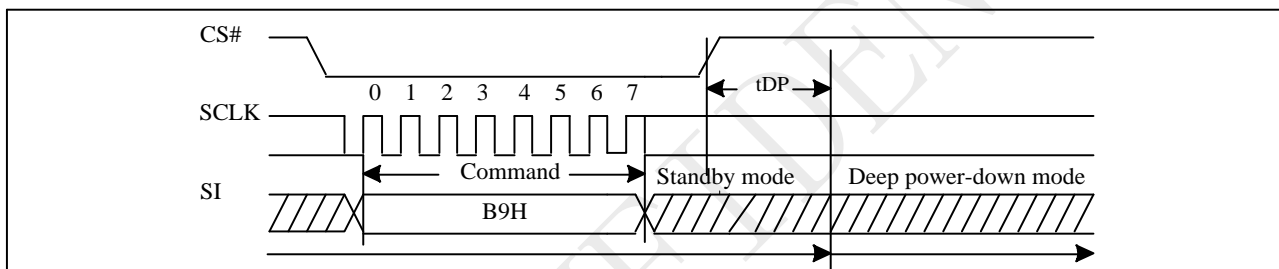 CS#
tDP
0 1 2 3 4 5 6 7
SCLK
Command
Standby mode Deep power-down mode
SI
B9H